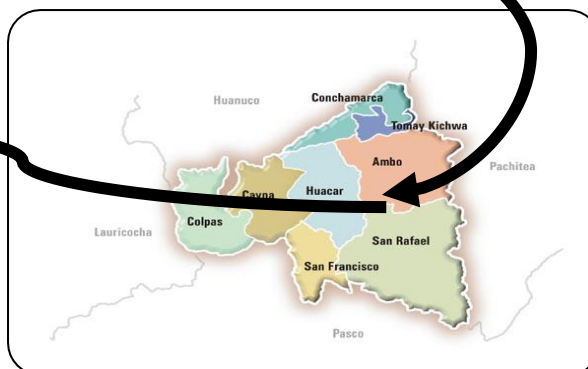 Conchamarca
Huanuco
Tomay Kichwa
Ambo
Pachitea
Cayna
Huacar
Colpas
Lauricocha
San Rafael
San Francisco
Pasco